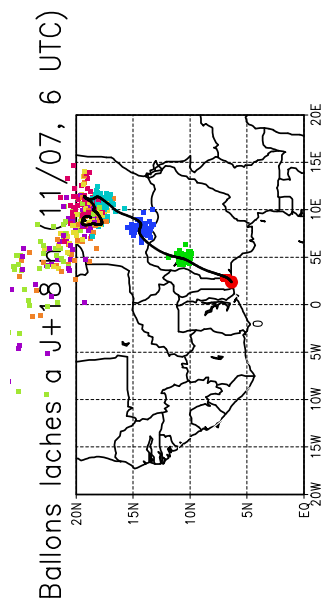 Ballons laches a J+18 (11/07, 6 UTC)
20N
15N
10N
5N
EQ
0
20W 15W 10W 5W 0 5E 10E 15E 20E